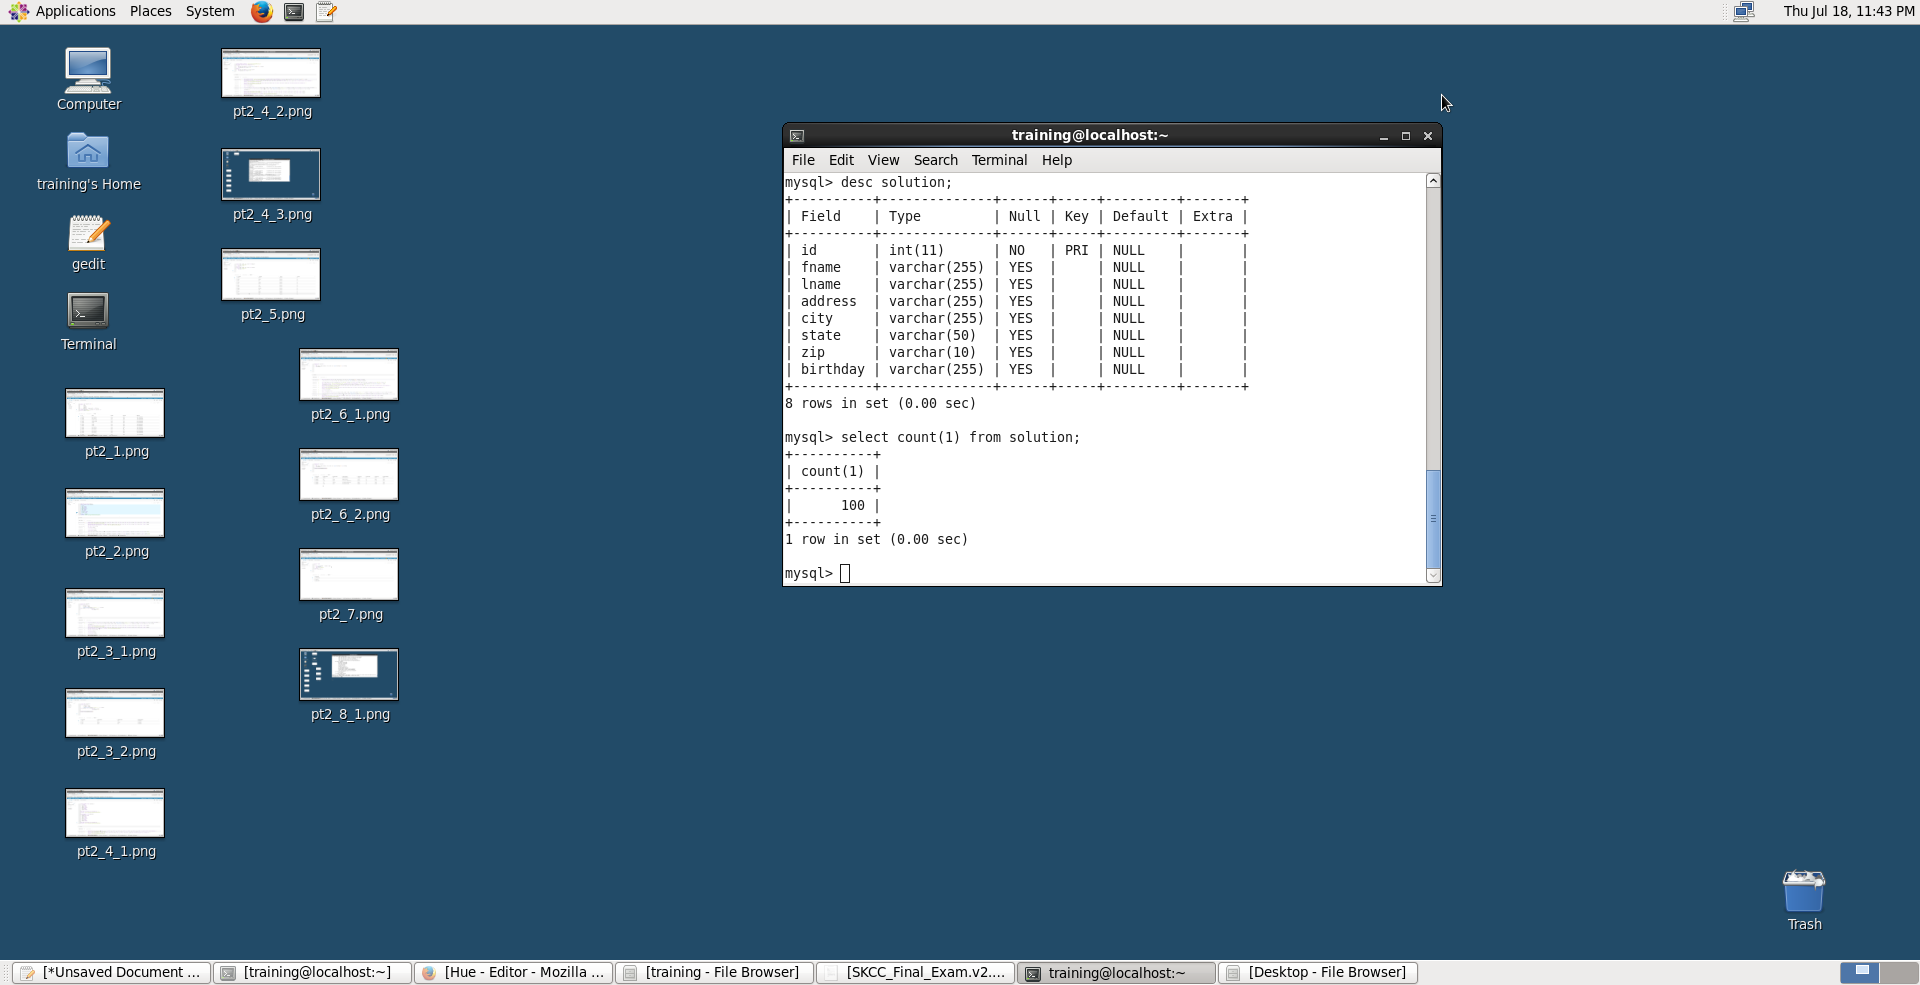 Applications Places System
Thu Jul 18, 11:43 PM
Computer
training's Home
gedit
Terminal
pt2_1.png
pt2_2.png
pt2_3_1.png
pt2_3_2.png
pt2_4_1.png
pt2_4_2.png
pt2_4_3.png
pt2_5.png
pt2_6_1.png
pt2_6_2.png
pt2_7.png
pt2_8_1.png
training@localhost:~
File Edit View Search Terminal Help
mysql> desc solution;
+----------+--------------+------+-----+---------+-------+
| Field    | Type         | Null | Key | Default | Extra |
+----------+--------------+------+-----+---------+-------+
| id       | int(11)      | NO   | PRI | NULL    |       |
| fname    | varchar(255) | YES  |     | NULL    |       |
| lname    | varchar(255) | YES  |     | NULL    |       |
| address  | varchar(255) | YES  |     | NULL    |       |
| city     | varchar(255) | YES  |     | NULL    |       |
| state    | varchar(50)  | YES  |     | NULL    |       |
| zip      | varchar(10)  | YES  |     | NULL    |       |
| birthday | varchar(255) | YES  |     | NULL    |       |
+----------+--------------+------+-----+---------+-------+
8 rows in set (0.00 sec)
mysql> select count(1) from solution;
+----------+
| count(1) |
+----------+
|      100 |
+----------+
1 row in set (0.00 sec)
mysql>
Trash
[*Unsaved Document ...
[training@localhost:~]
[Hue - Editor - Mozilla ...
[training - File Browser]
[SKCC_Final_Exam.v2....
training@localhost:~
[Desktop - File Browser]